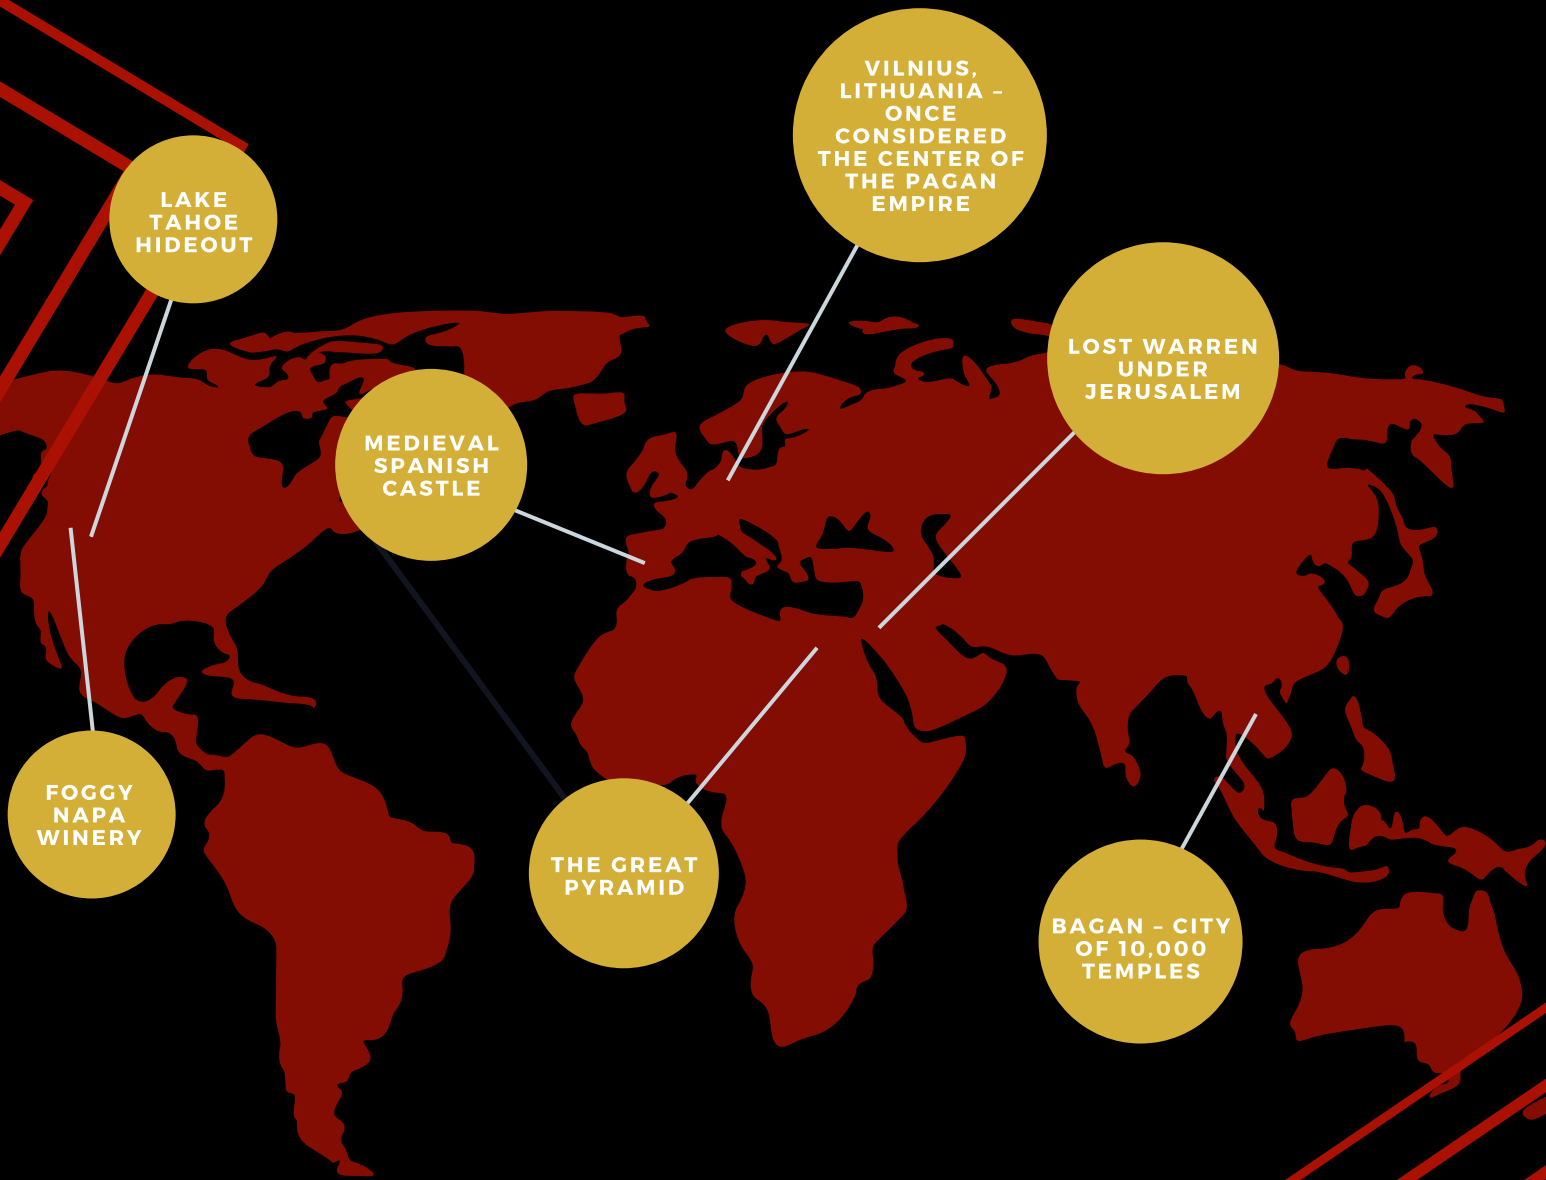 VILNIUS,
LITHUANIA –
ONCE
CONSIDERED
THE CENTER OF
THE PAGAN
EMPIRE
LAKE
TAHOE
HIDEOUT
LOST WARREN
UNDER
JERUSALEM
MEDIEVAL
SPANISH
CASTLE
FOGGY
NAPA
WINERY
THE GREAT
PYRAMID
BAGAN – CITY
OF 10,000
TEMPLES